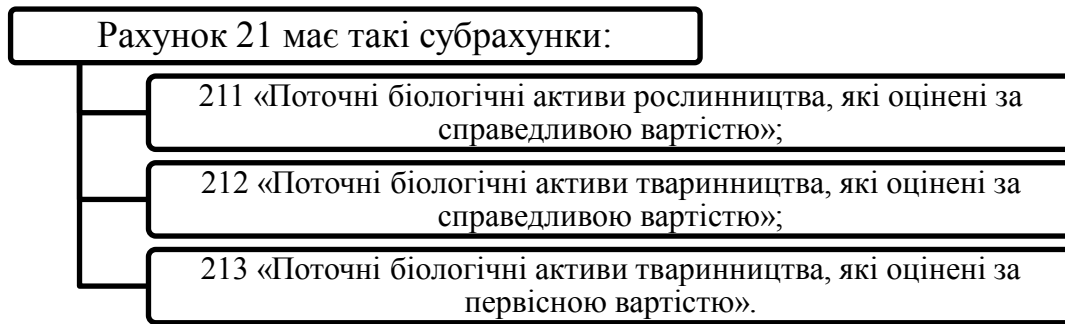 Рахунок 21 має такі субрахунки:
211 «Поточні біологічні активи рослинництва, які оцінені за
справедливою вартістю»;
212 «Поточні біологічні активи тваринництва, які оцінені за
справедливою вартістю»;
213 «Поточні біологічні активи тваринництва, які оцінені за
первісною вартістю».